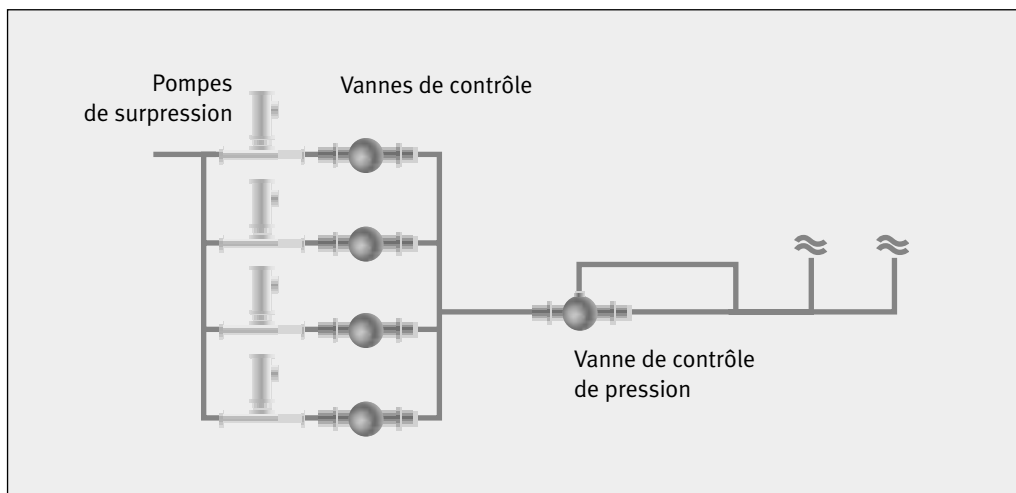 Pompes
de surpression
Vannes de contrôle
Vanne de contrôle
de pression